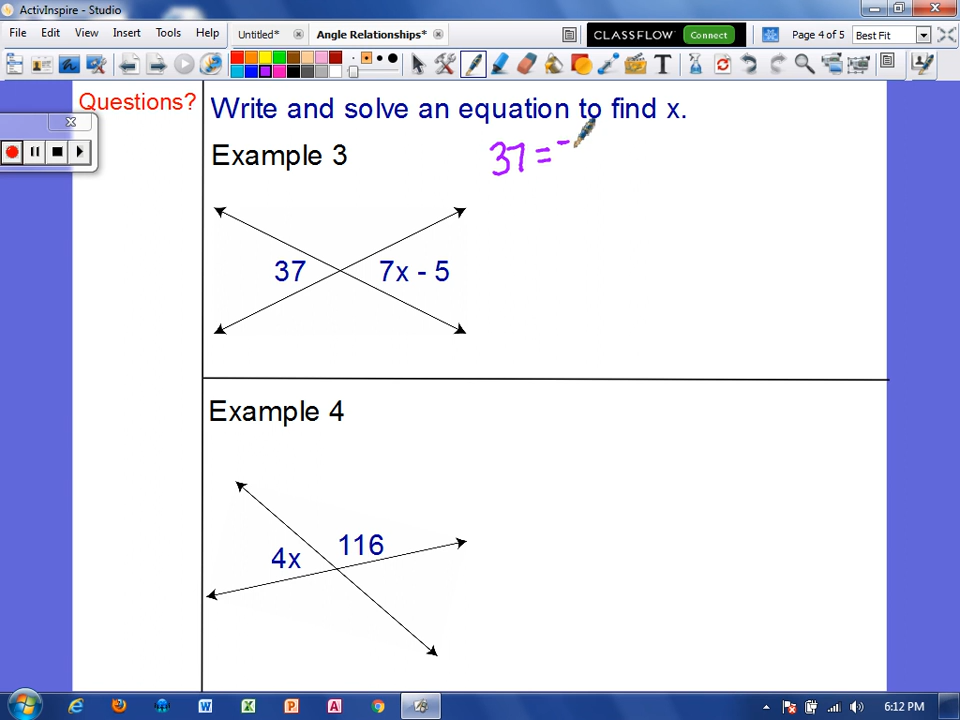 ActivInspire - Studio
File Edit View Insert Tools Help
Untitled*
Angle Relationships*
CLASSFLOW Connect
Page 4 of 5
Best Fit
Questions?
Write and solve an equation to find x.
Example 3
37 =
37
7x - 5
Example 4
4x
116
6:12 PM